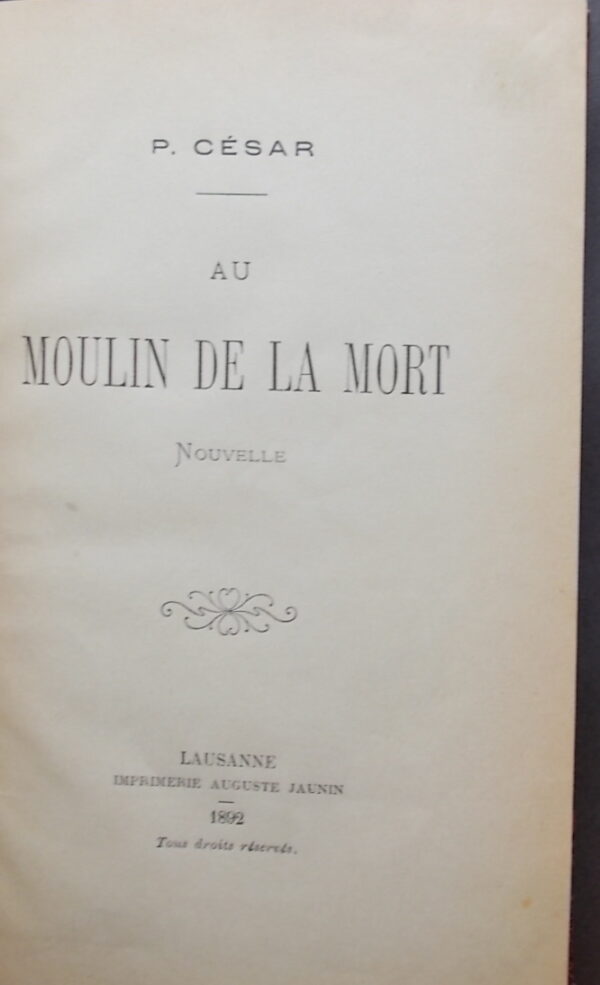 P. CÉSAR
AU
MOULIN DE LA MORT
NOUVELLE
LAUSANNE
IMPRIMERIE AUGUSTE JAUNIN
1892
Tous droits réservés.